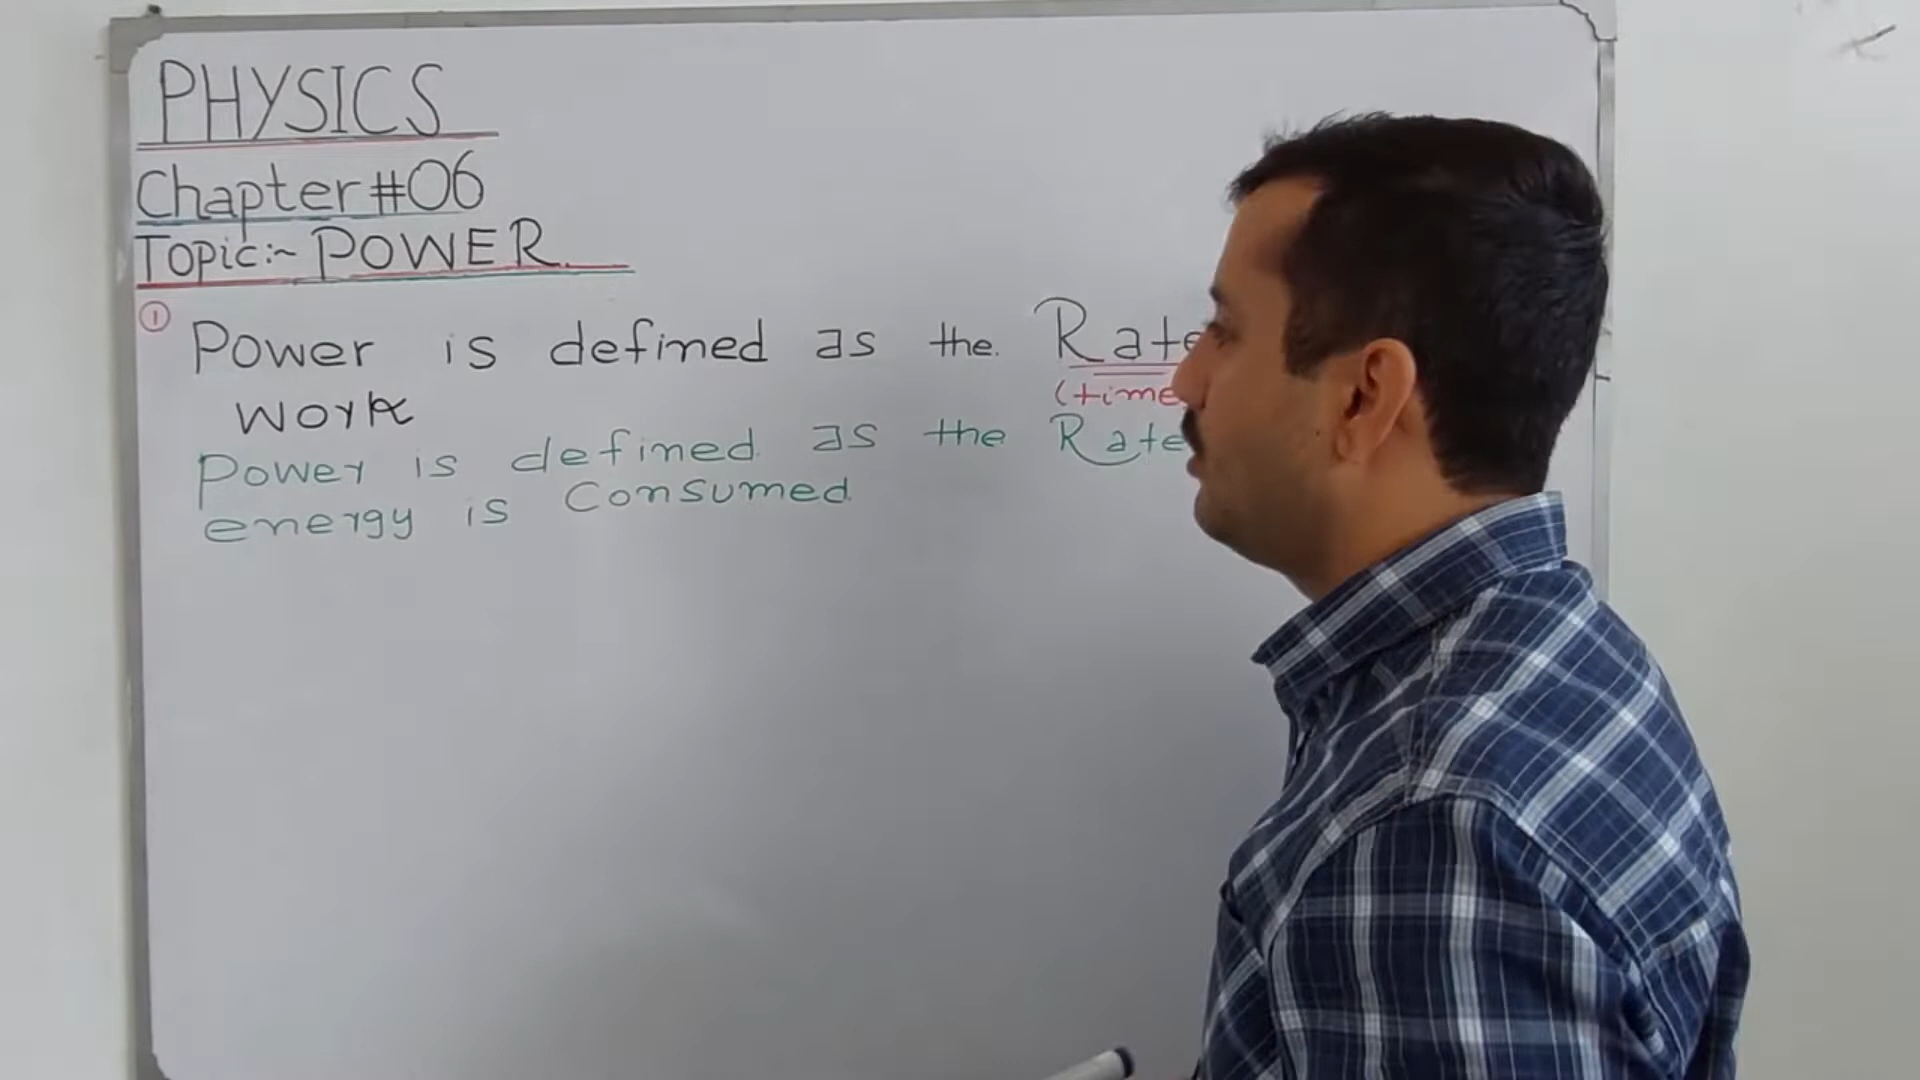 PHYSICS
Chapter #06
Topic:~ POWER.
① Power is defined as the. Rate
(time
work
Power is defined as the Rate
energy is Consumed